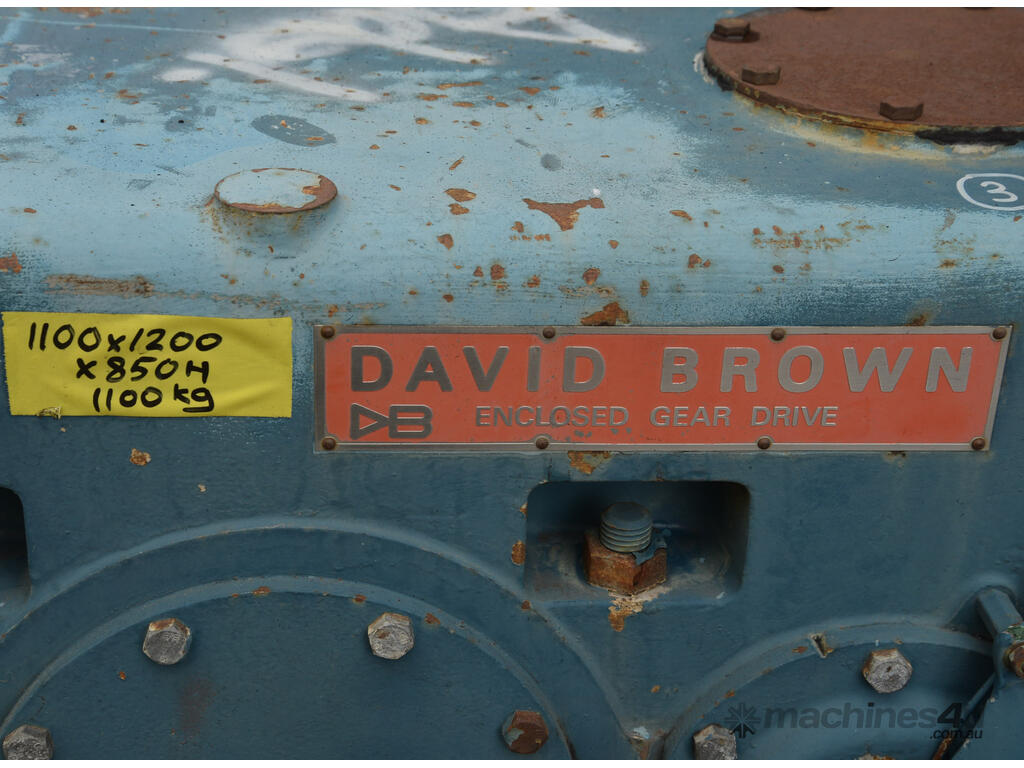 3
1100x1200
x850H
1100kg
DAVID BROWN
DB ENCLOSED GEAR DRIVE
machines4u
.com.au